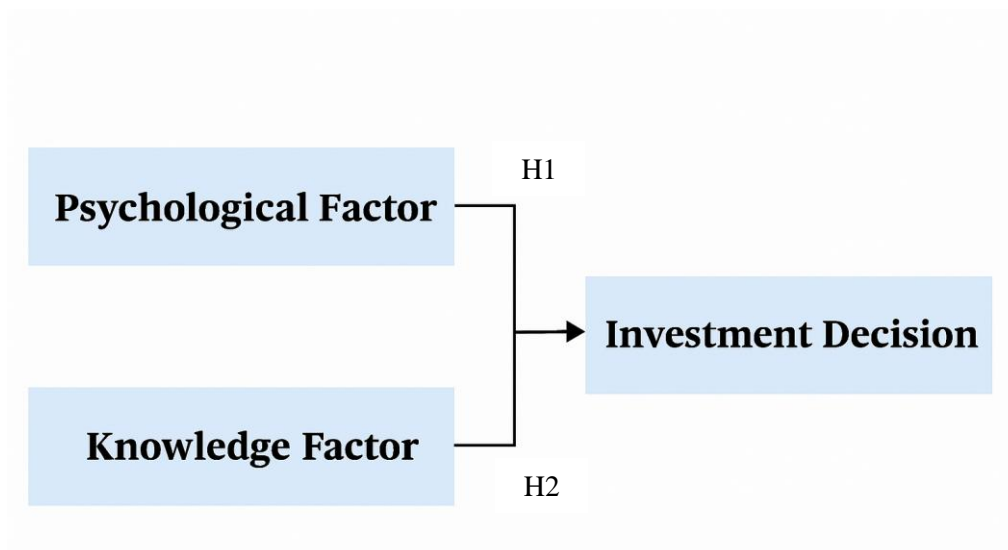 H1
Psychological Factor
Investment Decision
Knowledge Factor
H2